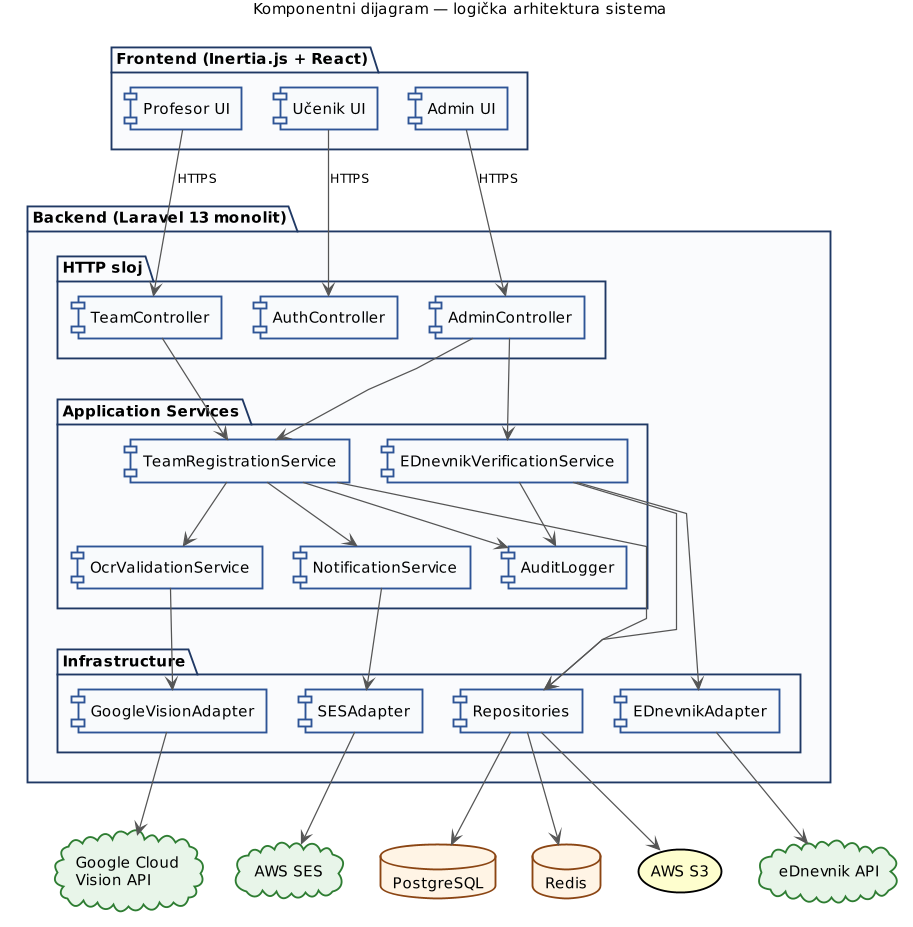 Komponentni dijagram — logička arhitektura sistema
Frontend (Inertia.js + React)
Profesor UI
Učenik UI
Admin UI
HTTPS
HTTPS
HTTPS
Backend (Laravel 13 monolit)
HTTP sloj
TeamController
AuthController
AdminController
Application Services
TeamRegistrationService
EDnevnikVerificationService
OcrValidationService
NotificationService
AuditLogger
Infrastructure
GoogleVisionAdapter
SESAdapter
Repositories
EDnevnikAdapter
Google Cloud
Vision API
AWS SES
PostgreSQL
Redis
AWS S3
eDnevnik API